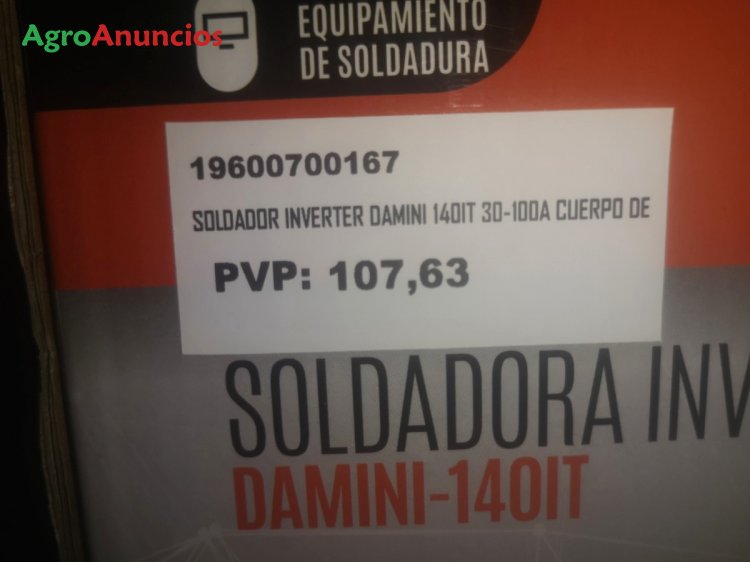 AgroAnuncios
EQUIPAMIENTO
DE SOLDADURA
19600700167
SOLDADOR INVERTER DAMINI 140IT 30-100A CUERPO DE
PVP: 107,63
SOLDADORA INV
DAMINI-140IT